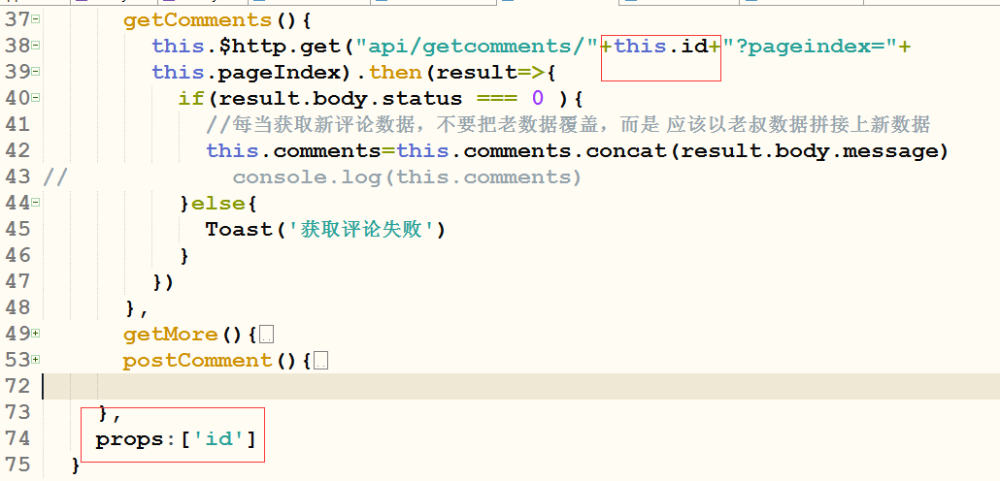 37 getComments(){
38 this.$http.get("api/getcomments/"+this.id+"?pageindex="+
39 this.pageIndex).then(result=>{
40 if(result.body.status === 0 ){
41 //每当获取新评论数据，不要把老数据覆盖，而是 应该以老叔数据拼接上新数据
42 this.comments=this.comments.concat(result.body.message)
43 // console.log(this.comments)
44 }else{
45 Toast('获取评论失败')
46 }
47 })
48 },
49 getMore(){..
53 postComment(){..
72
73 },
74 props:['id']
75 }